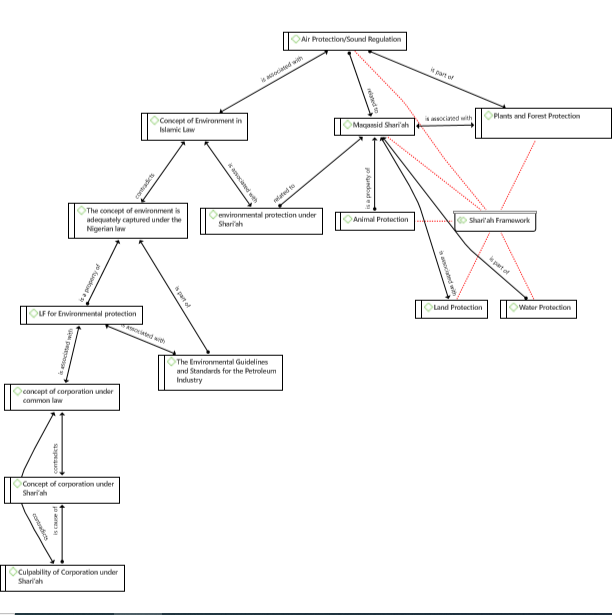 Air Protection/Sound Regulation
is associated with
is part of
related to
Concept of Environment in
Islamic Law
Maqaasid Shari'ah
is associated with
Plants and Forest Protection
contradicts
is associated with
related to
is a property of
The concept of environment is
adequately captured under the
Nigerian law
environmental protection under
Shari'ah
Animal Protection
Shari'ah Framework
is a property of
is part of
is associated with
is part of
LF for Environmental protection
Land Protection
Water Protection
is associated with
is associated with
The Environmental Guidelines
and Standards for the Petroleum
Industry
concept of corporation under
common law
contradicts
Concept of corporation under
Shari'ah
contradicts
is cause of
Culpability of Corporation under
Shari'ah